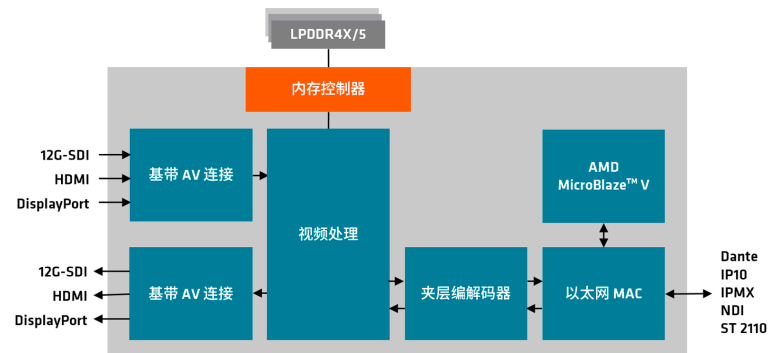 LPDDR4X/5
内存控制器
12G-SDI
HDMI
DisplayPort
基带 AV 连接
视频处理
AMD
MicroBlaze™ V
12G-SDI
HDMI
DisplayPort
基带 AV 连接
夹层编解码器
以太网 MAC
Dante
IP10
IPMX
NDI
ST 2110